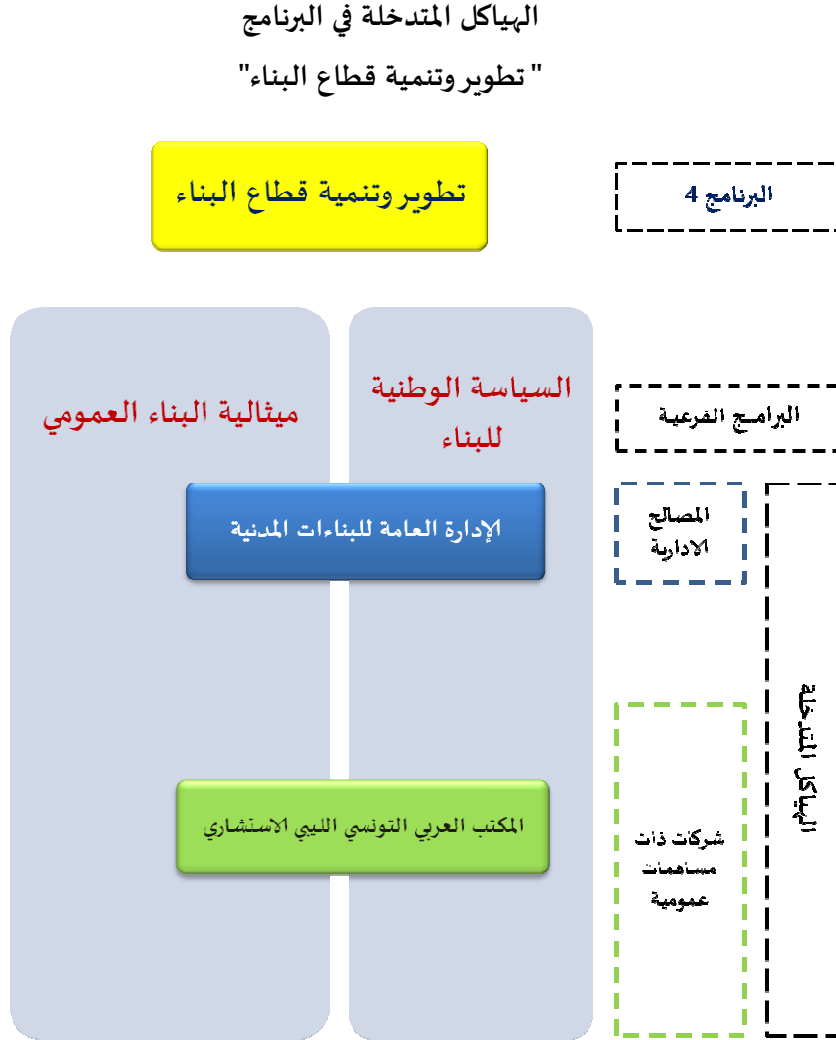 الهياكل المتدخلة في البرنامج
"تطوير وتنمية قطاع البناء"
البرنامج 4
تطوير وتنمية قطاع البناء
البرامج الفرعية
السياسة الوطنية
للبناء
ميثالية البناء العمومي
الهياكل المتدخلة
المصالح
الادارية
الإدارة العامة للبناءات المدنية
شركات ذات
مساهمات
عمومية
المكتب العربي التونسي الليبي الاستشاري